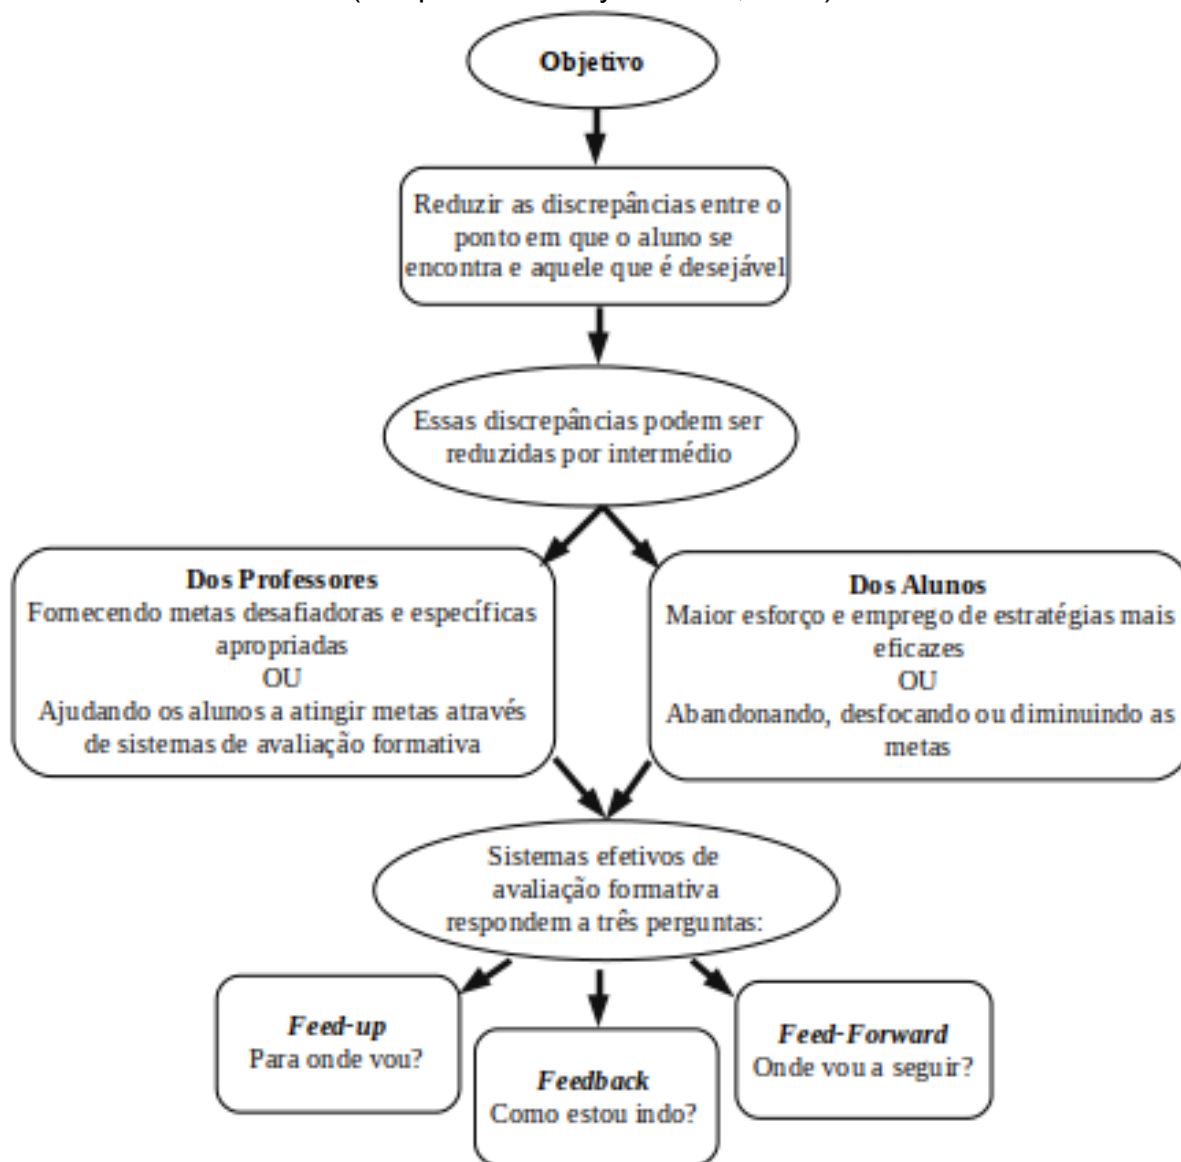 Objetivo
Reduzir as discrepâncias entre o
ponto em que o aluno se
encontra e aquele que é desejável
Essas discrepâncias podem ser
reduzidas por intermédio
Dos Professores
Fornecendo metas desafiadoras e específicas
apropriadas
OU
Ajudando os alunos a atingir metas através
de sistemas de avaliação formativa
Dos Alunos
Maior esforço e emprego de estratégias mais
eficazes
OU
Abandonando, desfocando ou diminuindo as
metas
Sistemas efetivos de
avaliação formativa
respondem a três perguntas:
Feed-up
Para onde vou?
Feedback
Como estou indo?
Feed-Forward
Onde vou a seguir?